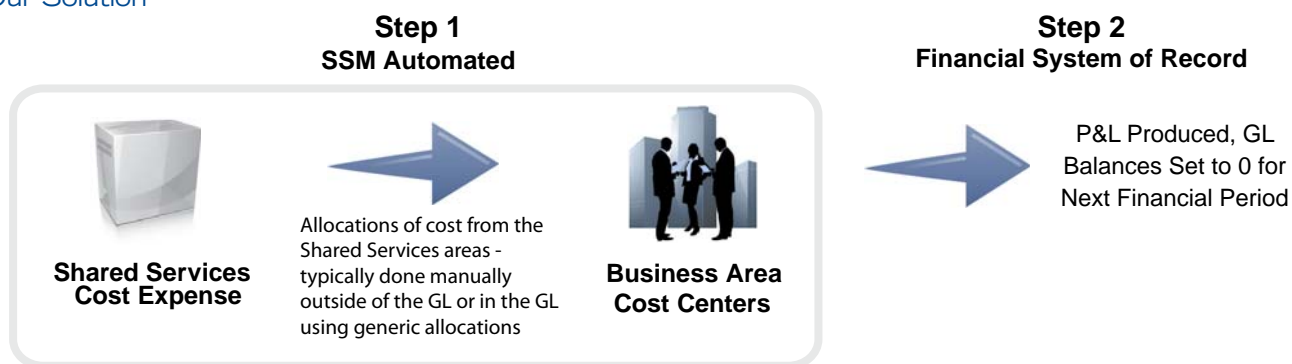 Our Solution
Step 1
SSM Automated
Step 2
Financial System of Record
Shared Services
Cost Expense
Allocations of cost from the
Shared Services areas -
typically done manually
outside of the GL or in the GL
using generic allocations
Business Area
Cost Centers
P&L Produced, GL
Balances Set to 0 for
Next Financial Period